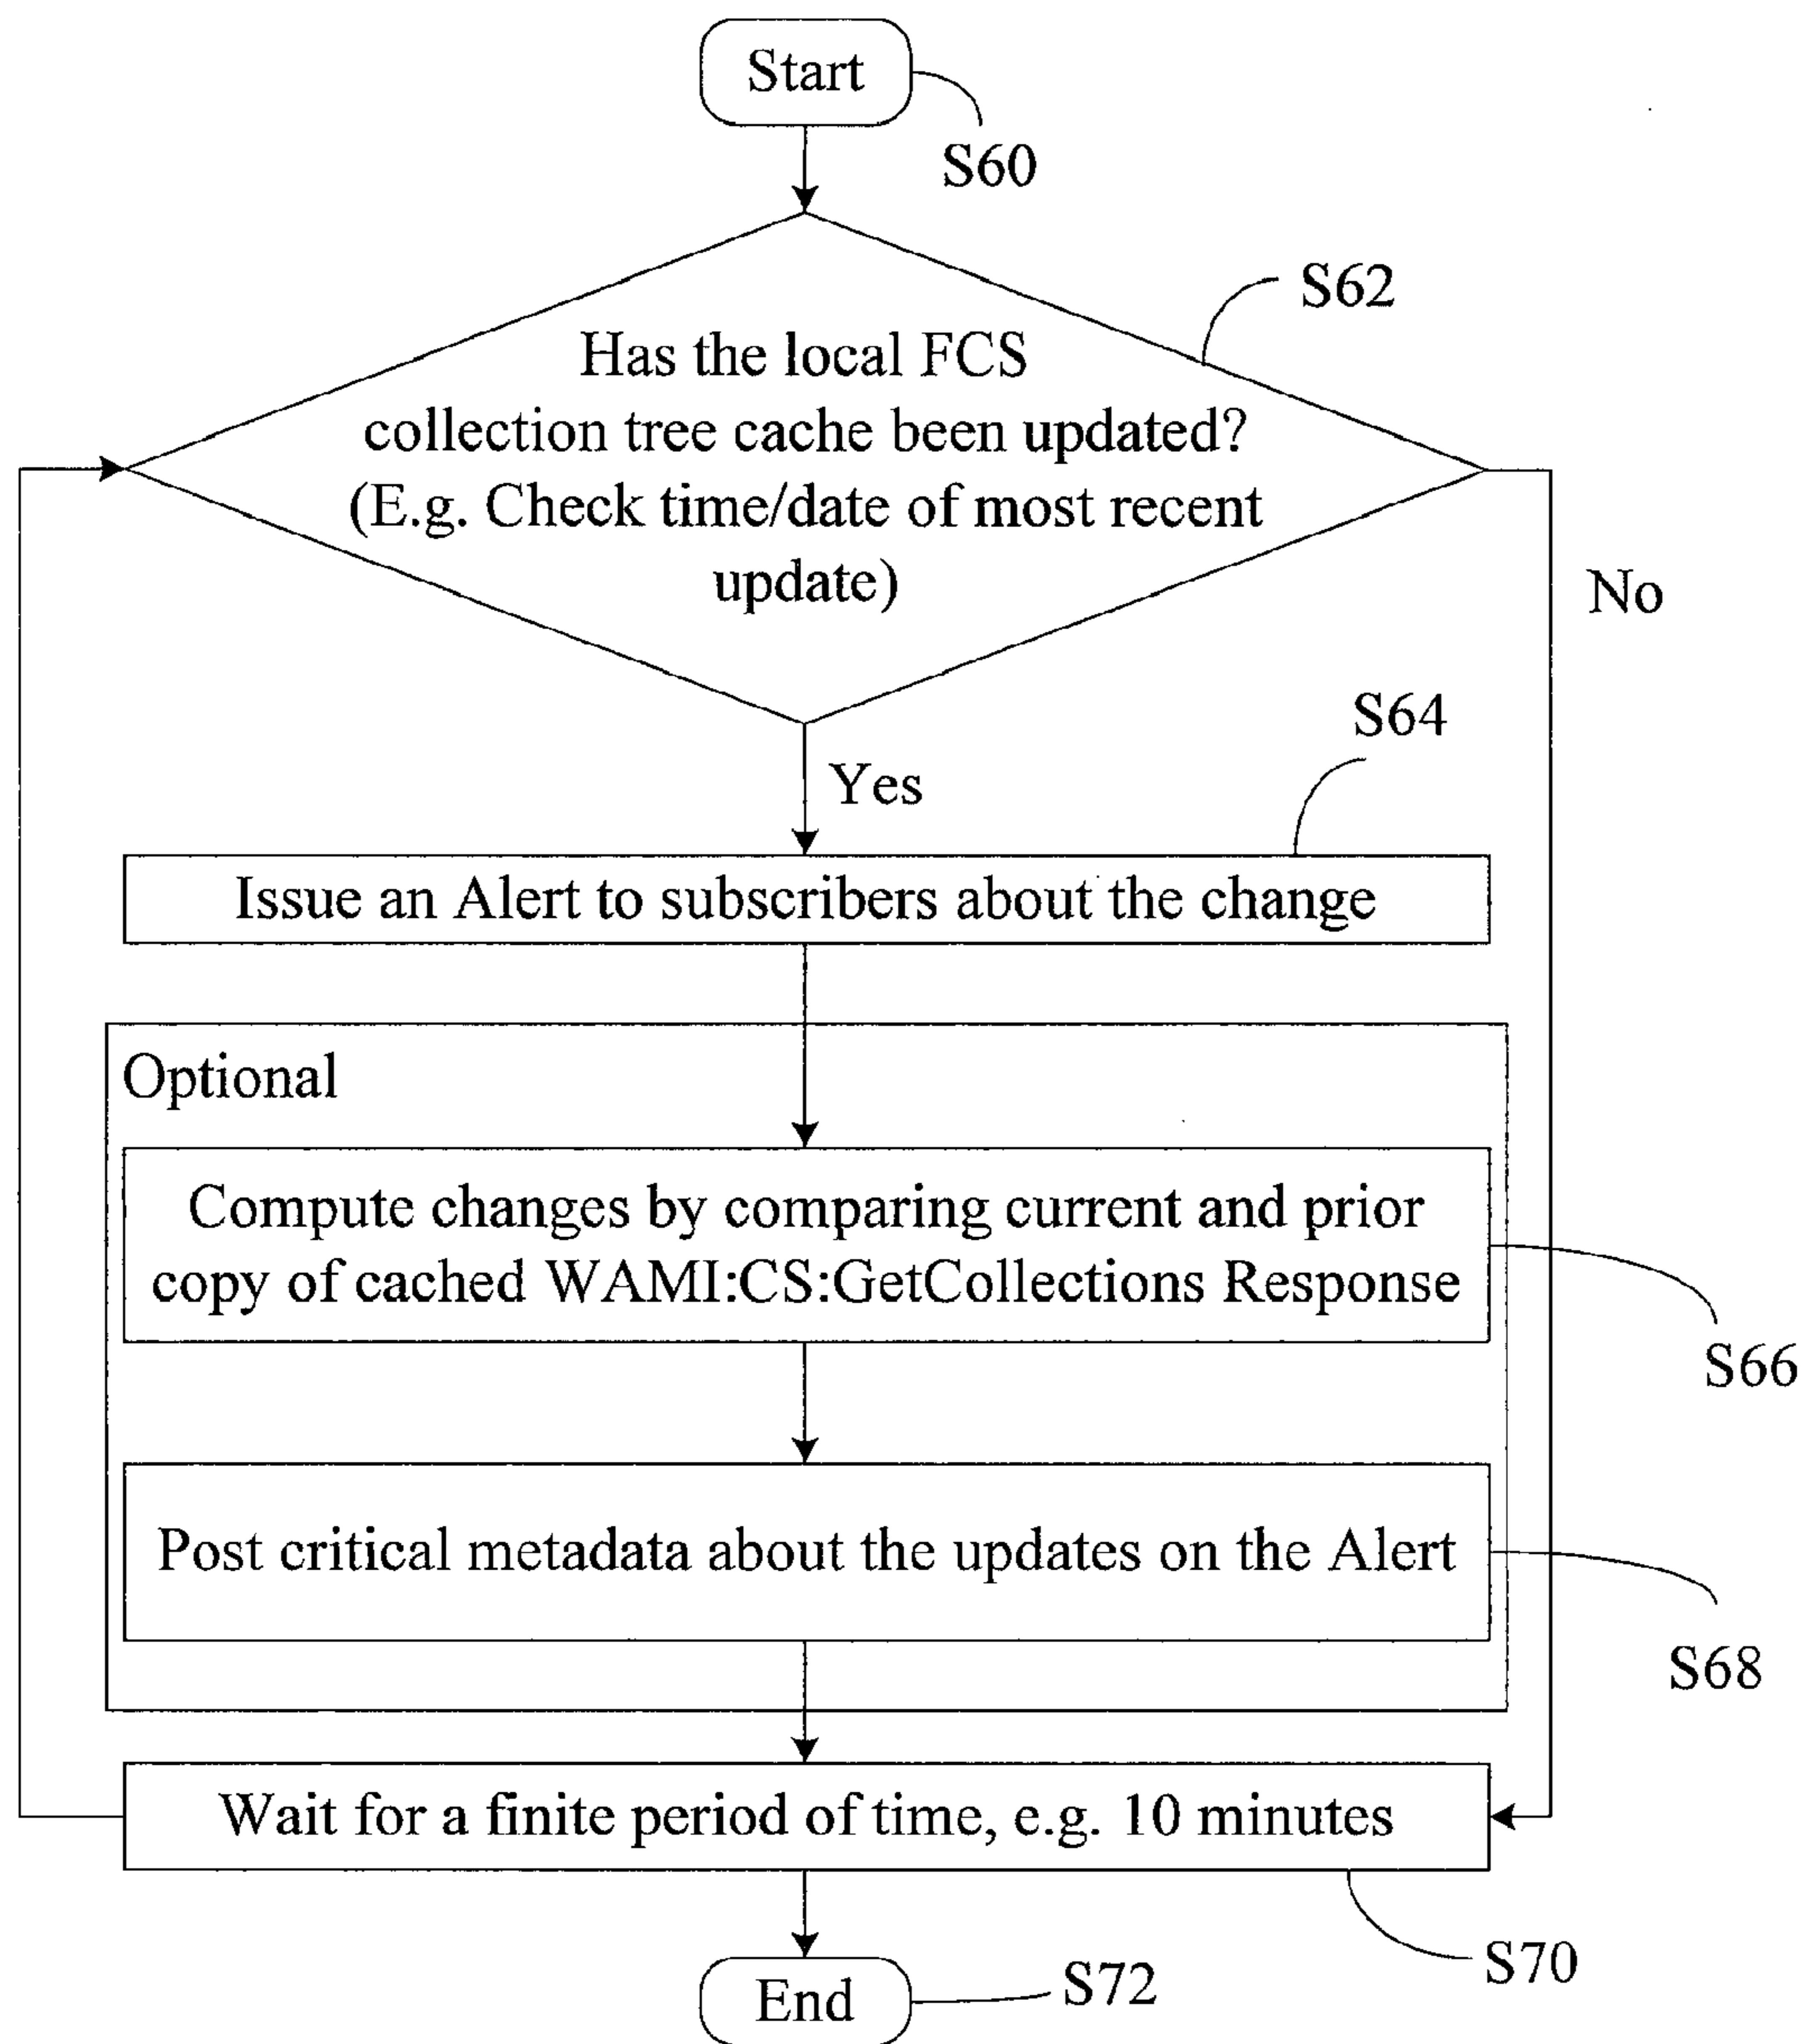 Start
S60
S62
Has the local FCS
collection tree cache been updated?
(E.g. Check time/date of most recent
update)
No
S64
Yes
Issue an Alert to subscribers about the change
Optional
Compute changes by comparing current and prior
copy of cached WAMI:CS:GetCollections Response
S66
Post critical metadata about the updates on the Alert
S68
Wait for a finite period of time, e.g. 10 minutes
S70
End
S72